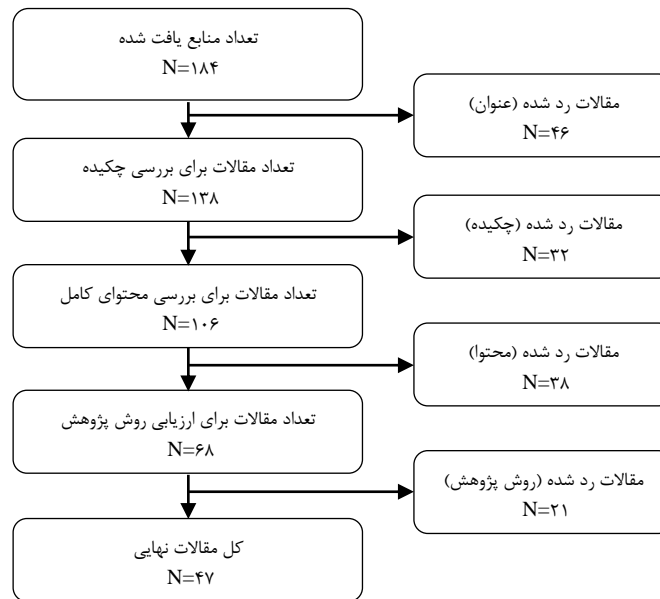 تعداد منابع یافت شده
N=۱۸۴
مقالات رد شده (عنوان)
N=۴۶
تعداد مقالات برای بررسی چکیده
N=۱۳۸
مقالات رد شده (چکیده)
N=۳۲
تعداد مقالات برای بررسی محتوای کامل
N=۱۰۶
مقالات رد شده (محتوا)
N=۳۸
تعداد مقالات برای ارزیابی روش پژوهش
N=۶۸
مقالات رد شده (روش پژوهش)
N=۲۱
کل مقالات نهایی
N=۴۷